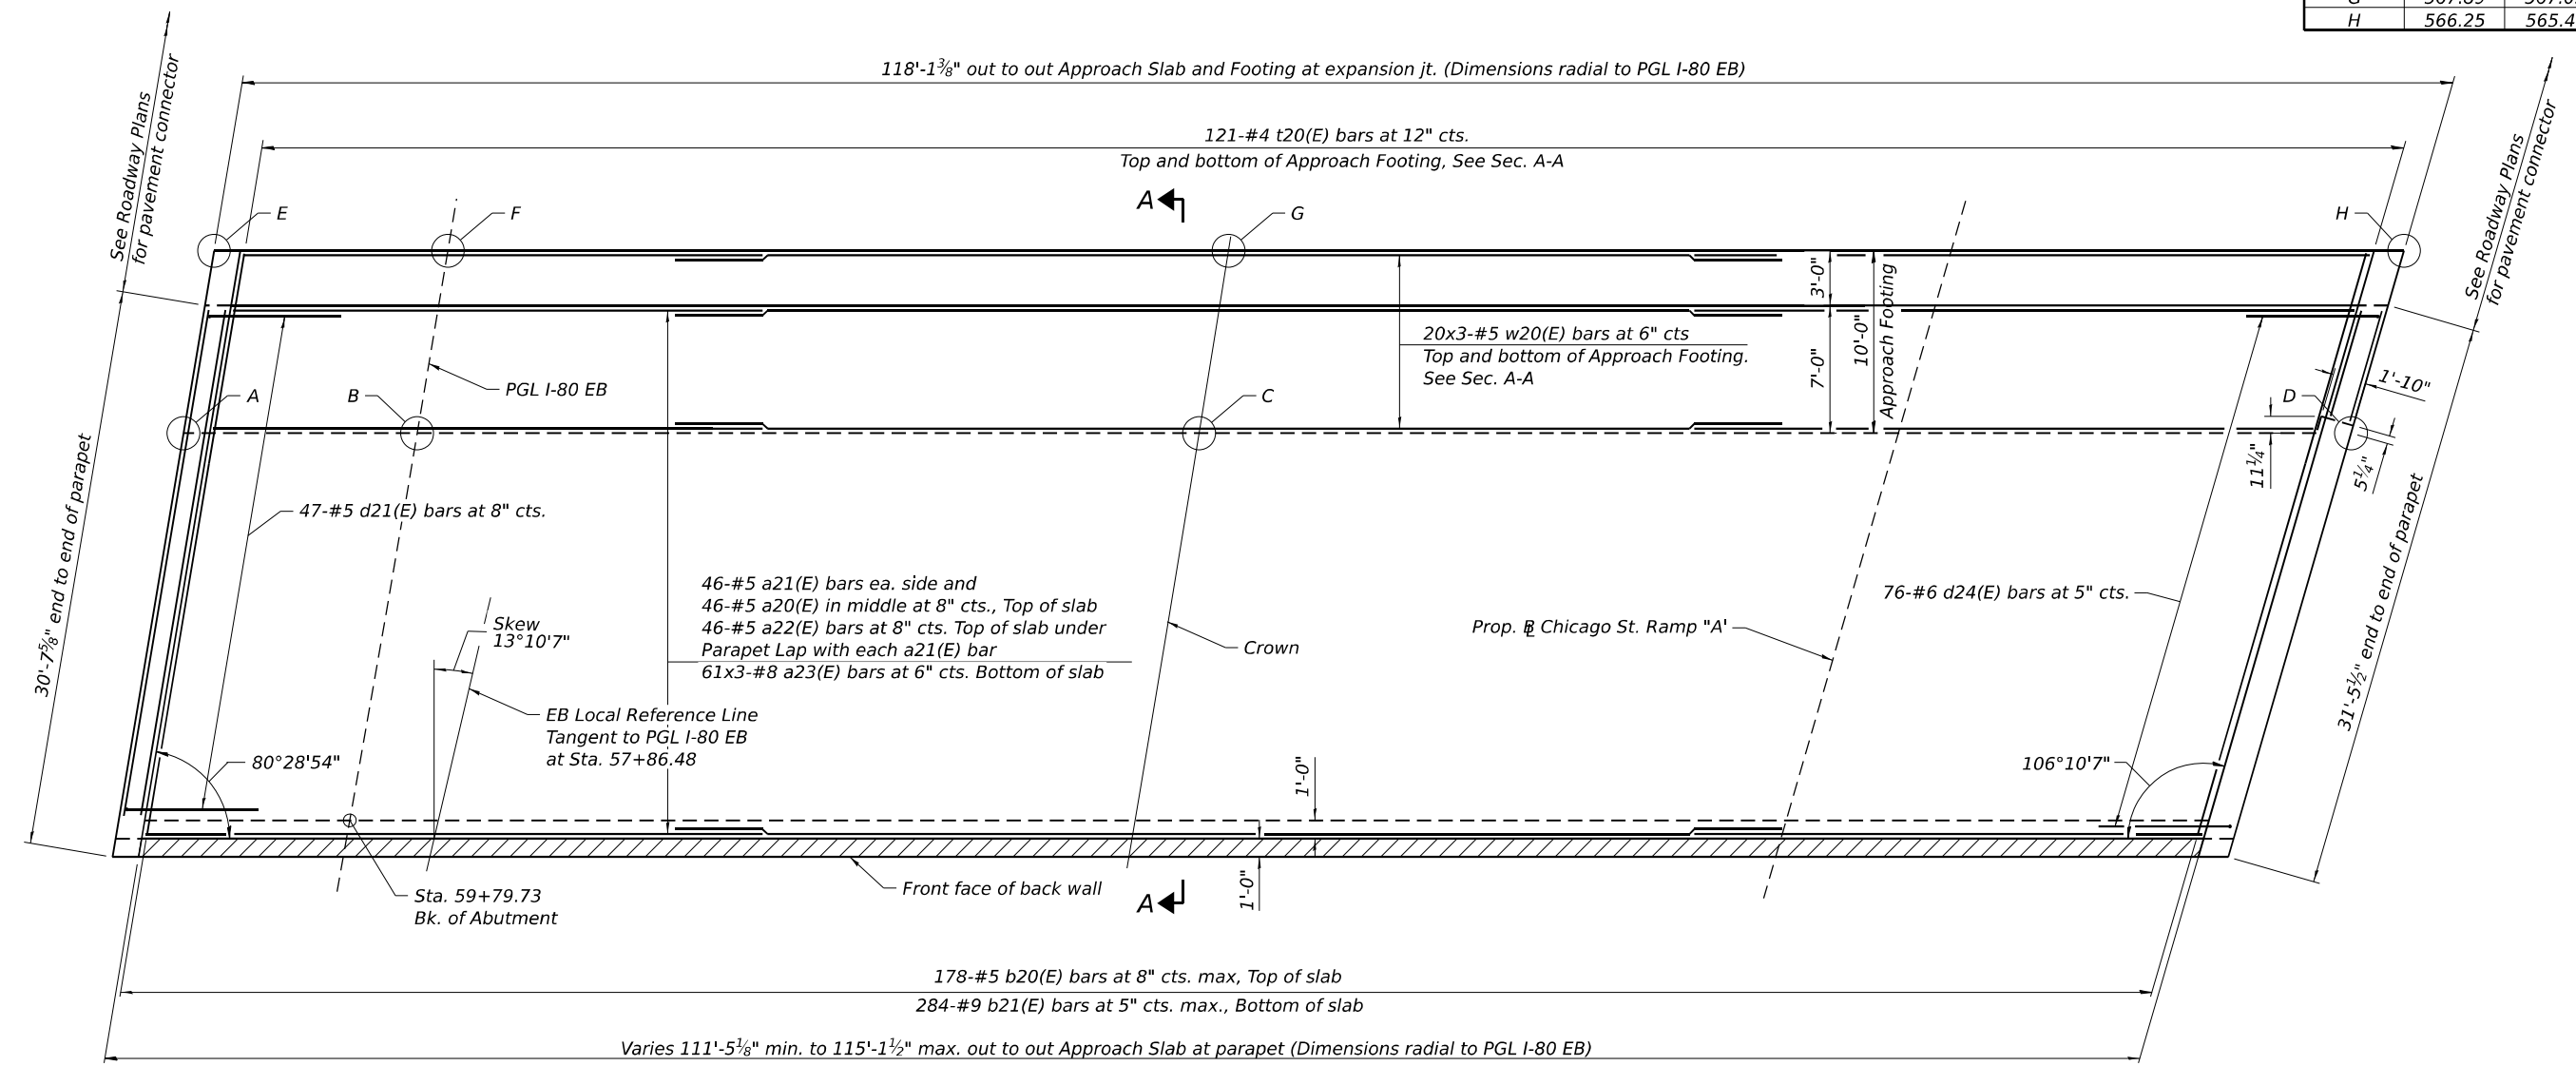 H 566.25
118'-1⅜" out to out Approach Slab and Footing at expansion jt. (Dimensions radial to PGL I-80 EB)
121-#4 t20(E) bars at 12" cts.
Top and bottom of Approach Footing, See Sec. A-A
See Roadway Plans
for pavement connector
See Roadway Plans
for pavement connector
A
E
F
G
H
3'-0"
7'-0"
10'-0"
Approach Footing
20x3-#5 w20(E) bars at 6" cts
Top and bottom of Approach Footing.
See Sec. A-A
PGL I-80 EB
A
B
C
D
1'-10"
11¼"
5¼"
30'-7⅝" end to end of parapet
31'-5½" end to end of parapet
47-#5 d21(E) bars at 8" cts.
46-#5 a21(E) bars ea. side and
46-#5 a20(E) in middle at 8" cts., Top of slab
46-#5 a22(E) bars at 8" cts. Top of slab under
Parapet Lap with each a21(E) bar
61x3-#8 a23(E) bars at 6" cts. Bottom of slab
76-#6 d24(E) bars at 5" cts.
Skew
13°10'7"
Prop. ℄ Chicago St. Ramp "A"
Crown
EB Local Reference Line
Tangent to PGL I-80 EB
at Sta. 57+86.48
80°28'54"
106°10'7"
1'-0"
1'-0"
Sta. 59+79.73
Bk. of Abutment
Front face of back wall
A
178-#5 b20(E) bars at 8" cts. max, Top of slab
284-#9 b21(E) bars at 5" cts. max., Bottom of slab
Varies 111'-5⅛" min. to 115'-1½" max. out to out Approach Slab at parapet (Dimensions radial to PGL I-80 EB)